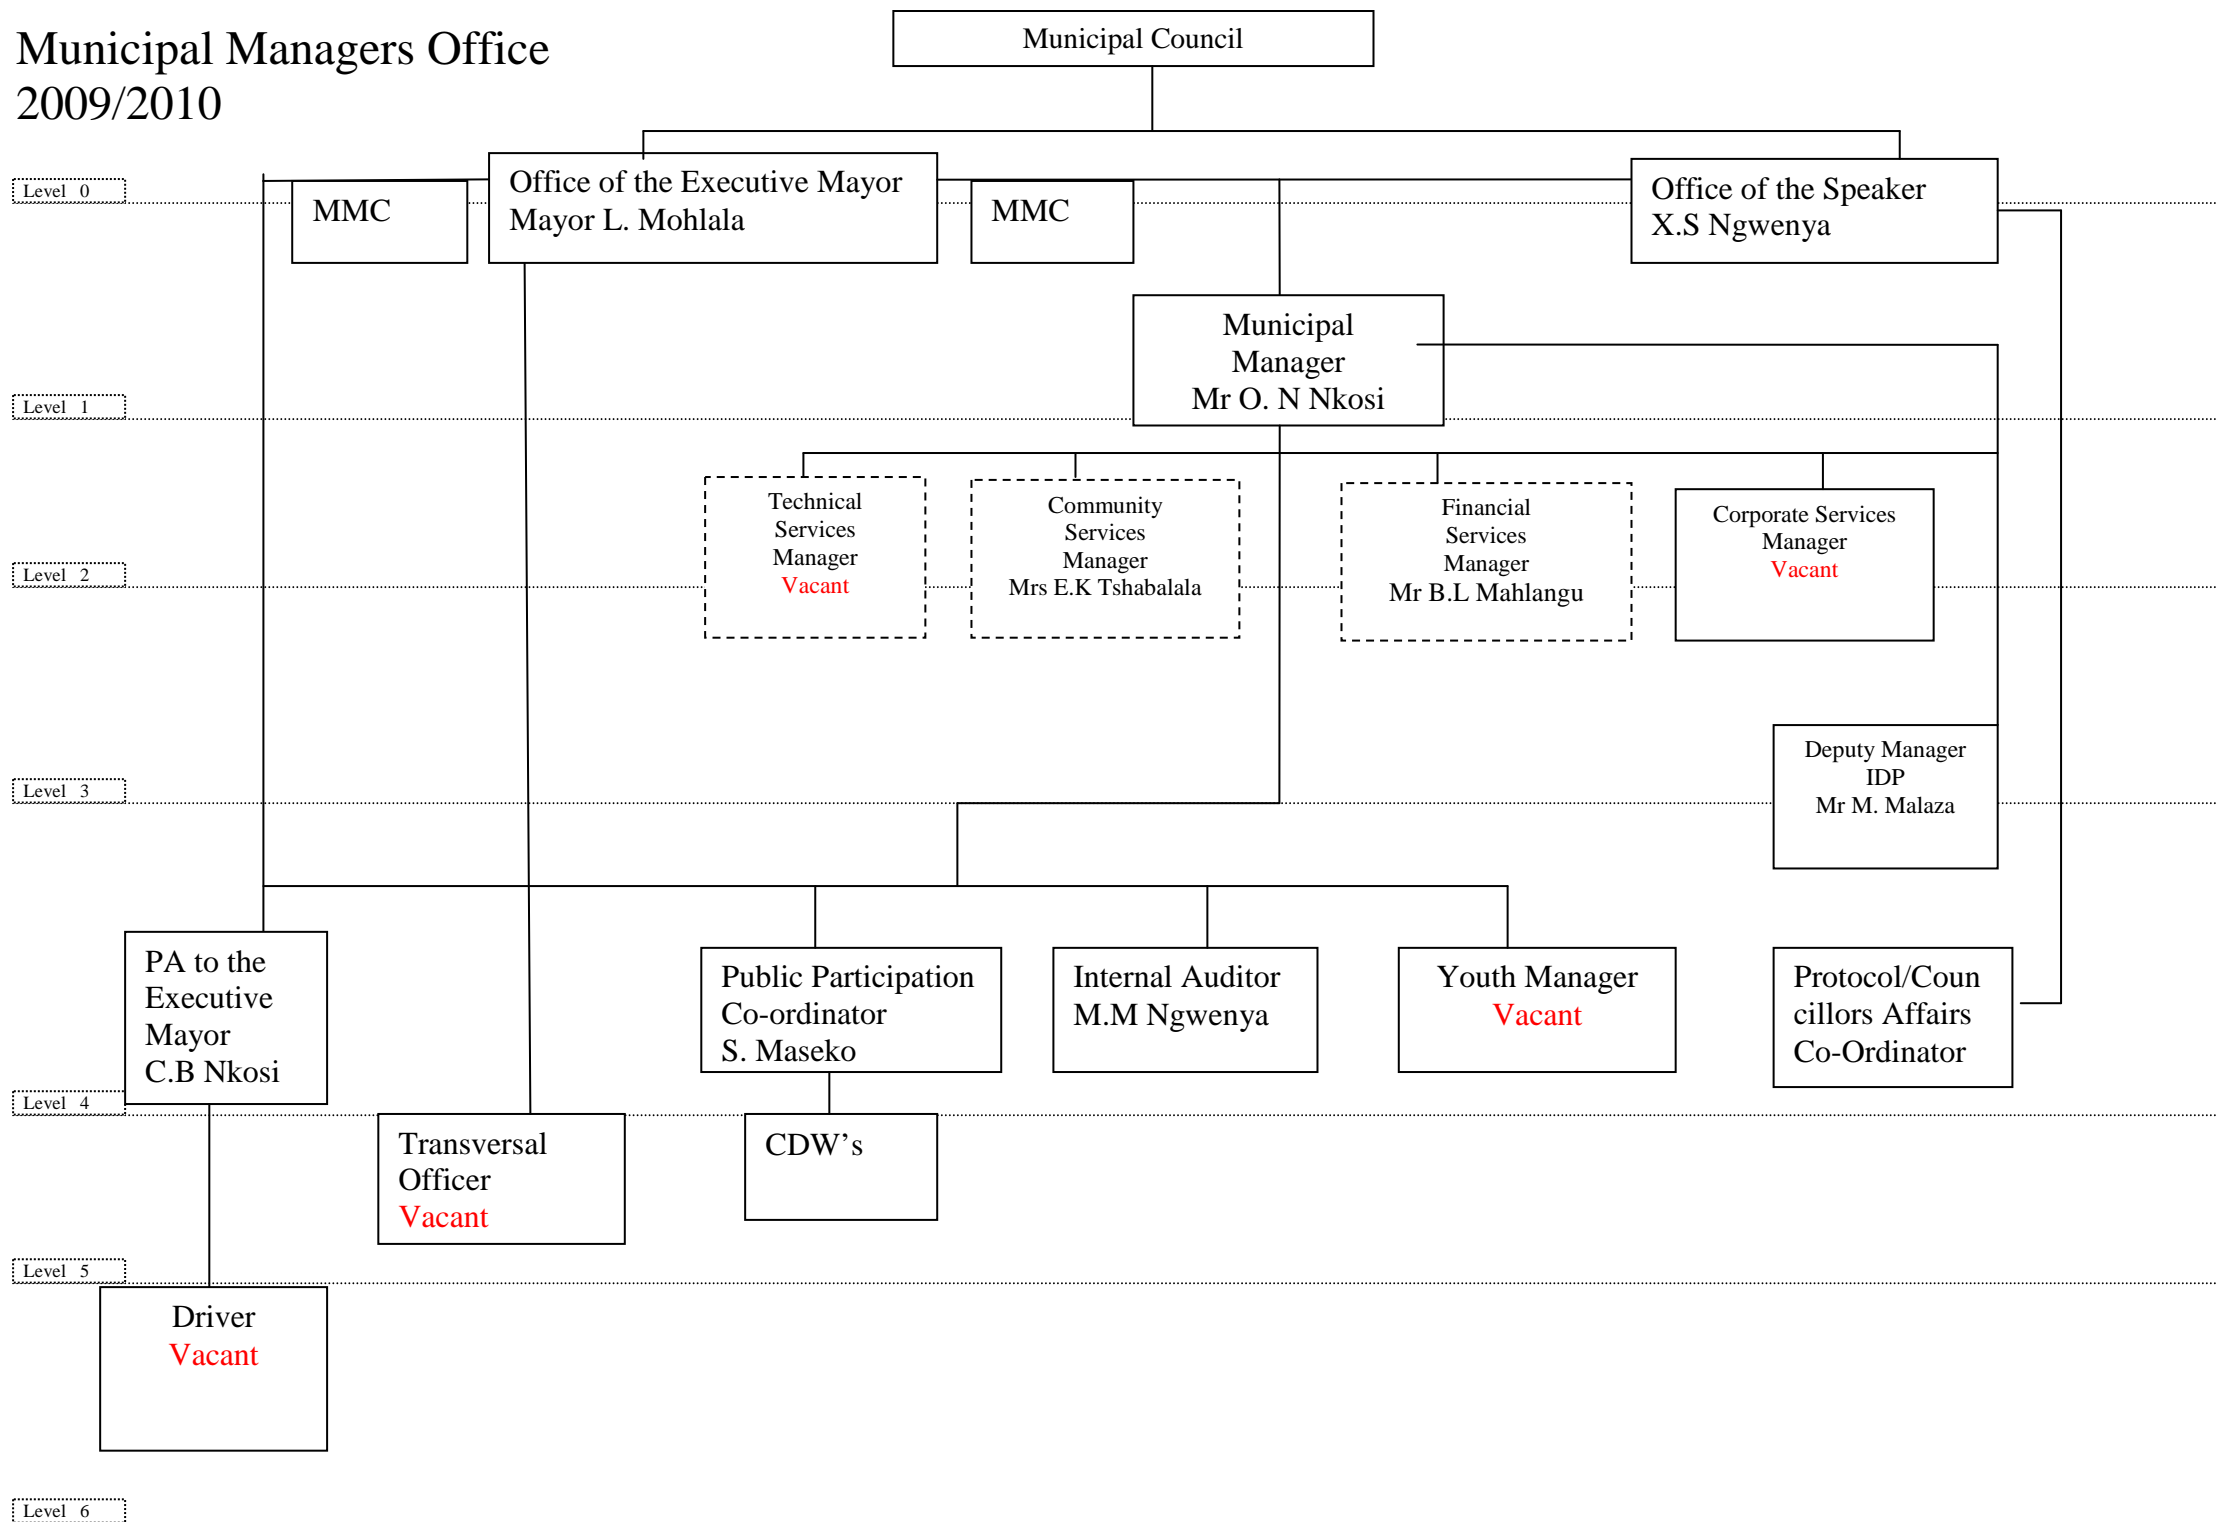 Municipal Managers Office
2009/2010
Municipal Council
Level 0
MMC
Office of the Executive Mayor
Mayor L. Mohlala
MMC
Office of the Speaker
X.S Ngwenya
Municipal
Manager
Mr O. N Nkosi
Level 1
Technical
Services
Manager
Vacant
Community
Services
Manager
Mrs E.K Tshabalala
Financial
Services
Manager
Mr B.L Mahlangu
Corporate Services
Manager
Vacant
Level 2
Deputy Manager
IDP
Mr M. Malaza
Level 3
PA to the
Executive
Mayor
C.B Nkosi
Public Participation
Co-ordinator
S. Maseko
Internal Auditor
M.M Ngwenya
Youth Manager
Vacant
Protocol/Coun
cillors Affairs
Co-Ordinator
Level 4
Transversal
Officer
Vacant
CDW’s
Level 5
Driver
Vacant
Level 6